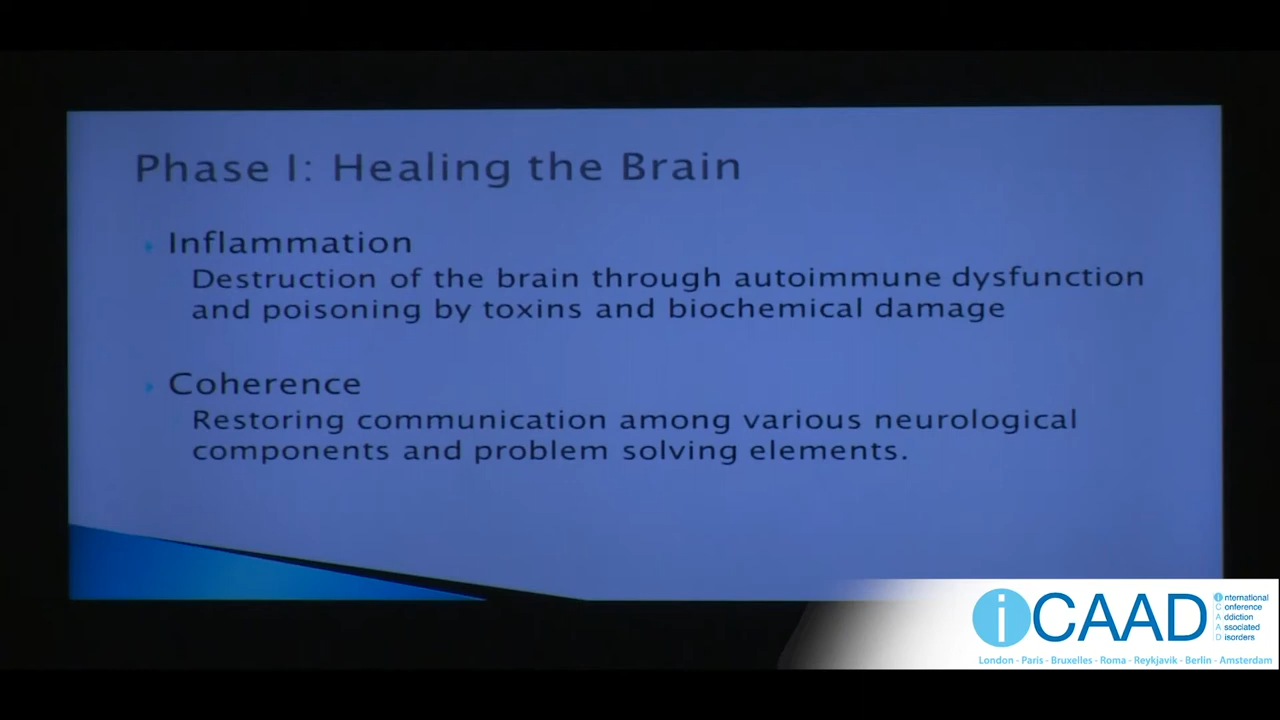 Phase I: Healing the Brain
Inflammation
Destruction of the brain through autoimmune dysfunction
and poisoning by toxins and biochemical damage
Coherence
Restoring communication among various neurological
components and problem solving elements.
iCAAD
international
Conference
Addiction
Associated
Disorders
London - Paris - Bruxelles - Roma - Reykjavik - Berlin - Amsterdam